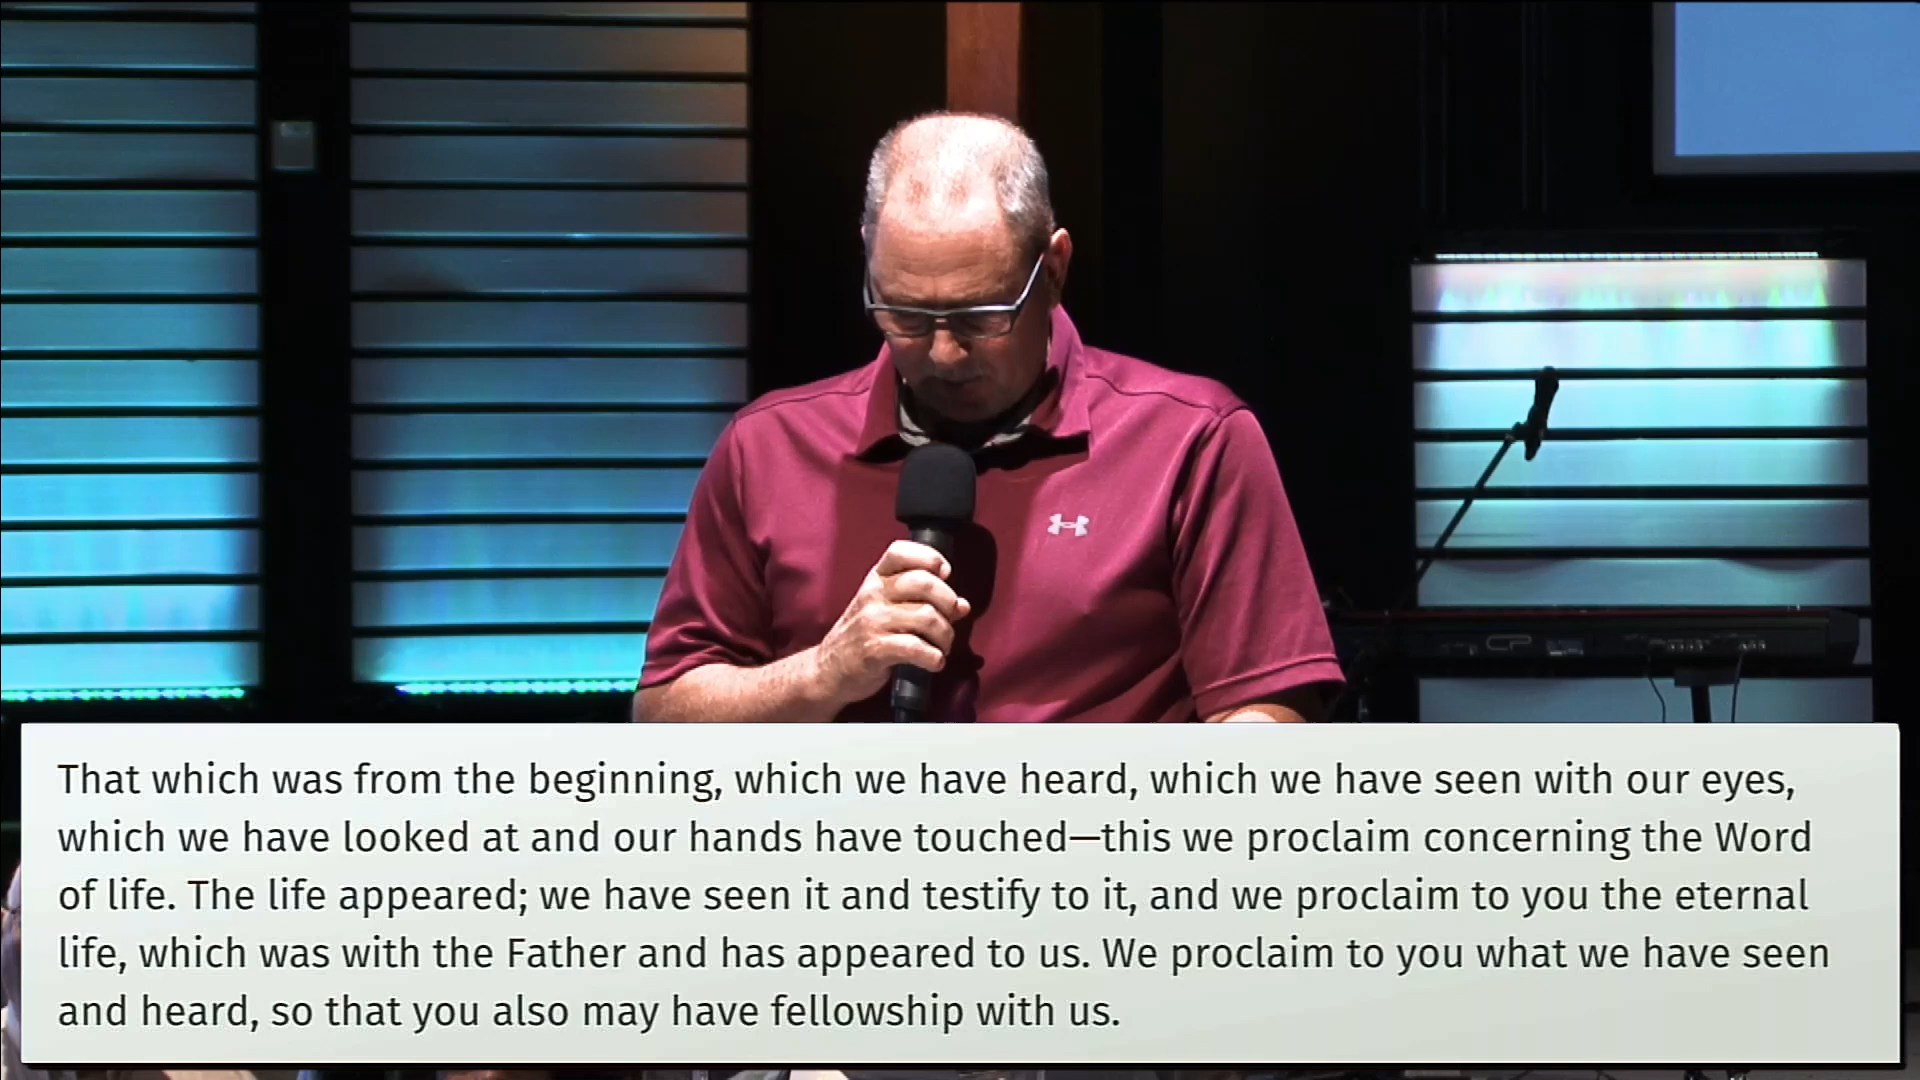 That which was from the beginning, which we have heard, which we have seen with our eyes,
which we have looked at and our hands have touched—this we proclaim concerning the Word
of life. The life appeared; we have seen it and testify to it, and we proclaim to you the eternal
life, which was with the Father and has appeared to us. We proclaim to you what we have seen
and heard, so that you also may have fellowship with us.